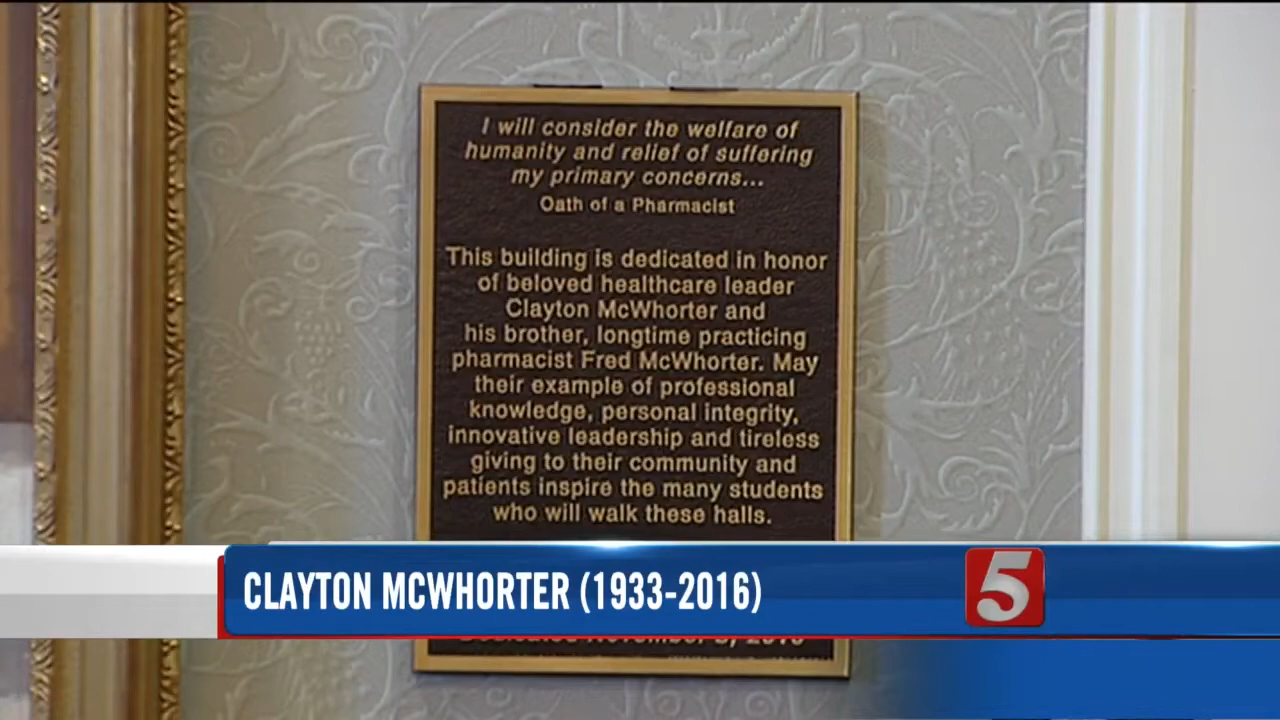 I will consider the welfare of
humanity and relief of suffering
my primary concerns...
Oath of a Pharmacist
This building is dedicated in honor
of beloved healthcare leader
Clayton McWhorter and
his brother, longtime practicing
pharmacist Fred McWhorter. May
their example of professional
knowledge, personal integrity,
innovative leadership and tireless
giving to their community and
patients inspire the many students
who will walk these halls.
CLAYTON MCWHORTER (1933-2016)
5